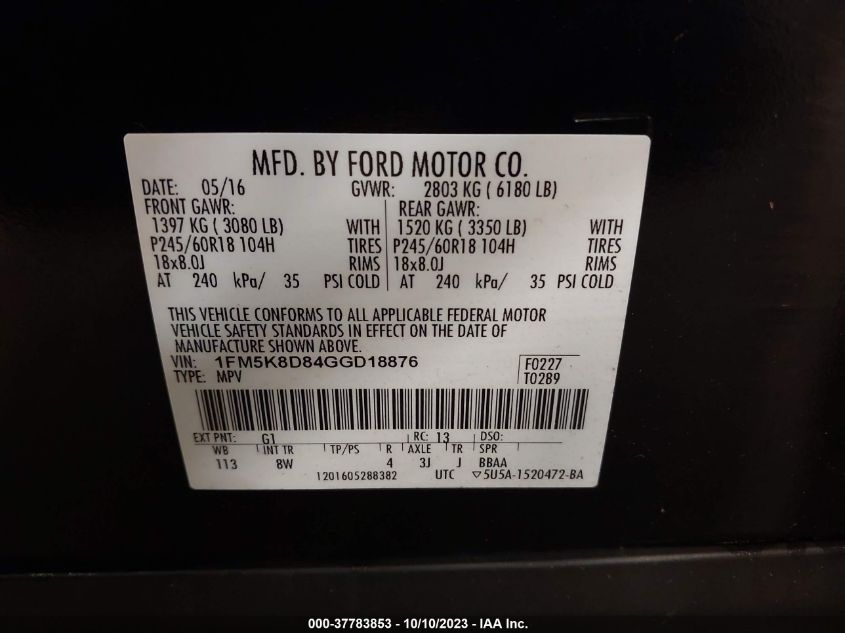 MFD. BY FORD MOTOR CO.
DATE: 05/16 GVWR: 2803 KG ( 6180 LB)
FRONT GAWR: REAR GAWR:
1397 KG ( 3080 LB) WITH 1520 KG ( 3350 LB) WITH
P245/60R18 104H TIRES P245/60R18 104H TIRES
18x8.0J RIMS 18x8.0J RIMS
AT 240 kPa/ 35 PSI COLD AT 240 kPa/ 35 PSI COLD
THIS VEHICLE CONFORMS TO ALL APPLICABLE FEDERAL MOTOR
VEHICLE SAFETY STANDARDS IN EFFECT ON THE DATE OF
MANUFACTURE SHOWN ABOVE.
VIN: 1FM5K8D84GGD18876 F0227
TYPE: MPV T0289
EXT PNT: G1 RC: 13 DSO:
WB INT TR TP/PS R AXLE TR SPR
113 8W 4 3J J BBAA
1201605288382 UTC ▽5U5A-1520472-BA
000-37783853 - 10/10/2023 - IAA Inc.